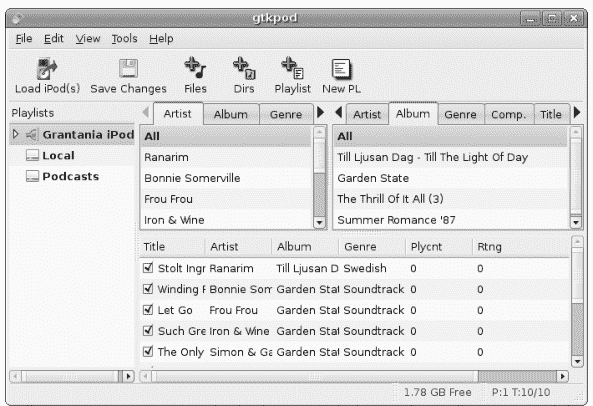 gtkpod
File Edit View Tools Help
Load iPod(s) Save Changes Files Dirs Playlist New PL
Playlists
Grantania iPod
Local
Podcasts
Artist Album Genre
All
Ranarim
Bonnie Somerville
Frou Frou
Iron & Wine
Artist Album Genre Comp. Title
All
Till Ljusan Dag - Till The Light Of Day
Garden State
The Thrill Of It All (3)
Summer Romance '87
Title Artist Album Genre Plycnt Rtng
Stolt Ingr Ranarim Till Ljusan D Swedish 0 0
Winding F Bonnie Som Garden Stat Soundtrack 0 0
Let Go Frou Frou Garden Stat Soundtrack 0 0
Such Gre Iron & Wine Garden Stat Soundtrack 0 0
The Only Simon & Ga Garden Stat Soundtrack 0 0
1.78 GB Free P:1 T:10/10